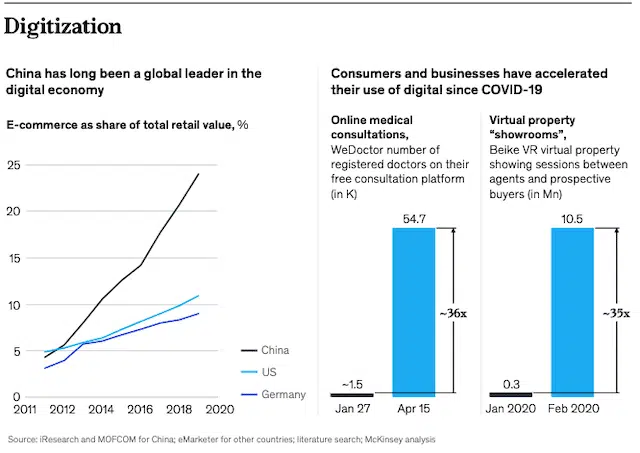 Digitization
China has long been a global leader in the
digital economy
E-commerce as share of total retail value, %
25
20
15
10
5
0
2011
2012
2014
2016
2018
2020
China
US
Germany
Consumers and businesses have accelerated
their use of digital since COVID-19
Online medical
consultations,
WeDoctor number of
registered doctors on their
free consultation platform
(in K)
54.7
~36x
~1.5
Jan 27
Apr 15
Virtual property
“showrooms”,
Beike VR virtual property
showing sessions between
agents and prospective
buyers (in Mn)
10.5
~35x
0.3
Jan 2020
Feb 2020
Source: iResearch and MOFCOM for China; eMarketer for other countries; literature search; McKinsey analysis